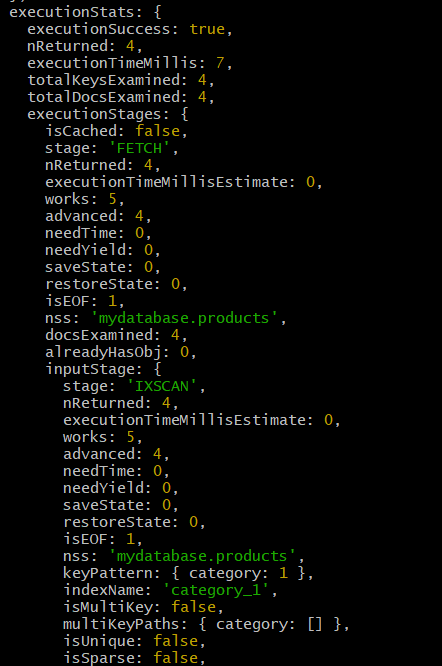 executionStats: {
executionSuccess: true,
nReturned: 4,
executionTimeMillis: 7,
totalKeysExamined: 4,
totalDocsExamined: 4,
executionStages: {
isCached: false,
stage: 'FETCH',
nReturned: 4,
executionTimeMillisEstimate: 0,
works: 5,
advanced: 4,
needTime: 0,
needYield: 0,
saveState: 0,
restoreState: 0,
isEOF: 1,
nss: 'mydatabase.products',
docsExamined: 4,
alreadyHasObj: 0,
inputStage: {
stage: 'IXSCAN',
nReturned: 4,
executionTimeMillisEstimate: 0,
works: 5,
advanced: 4,
needTime: 0,
needYield: 0,
saveState: 0,
restoreState: 0,
isEOF: 1,
nss: 'mydatabase.products',
keyPattern: { category: 1 },
indexName: 'category_1',
isMultiKey: false,
multiKeyPaths: { category: [] },
isUnique: false,
isSparse: false,